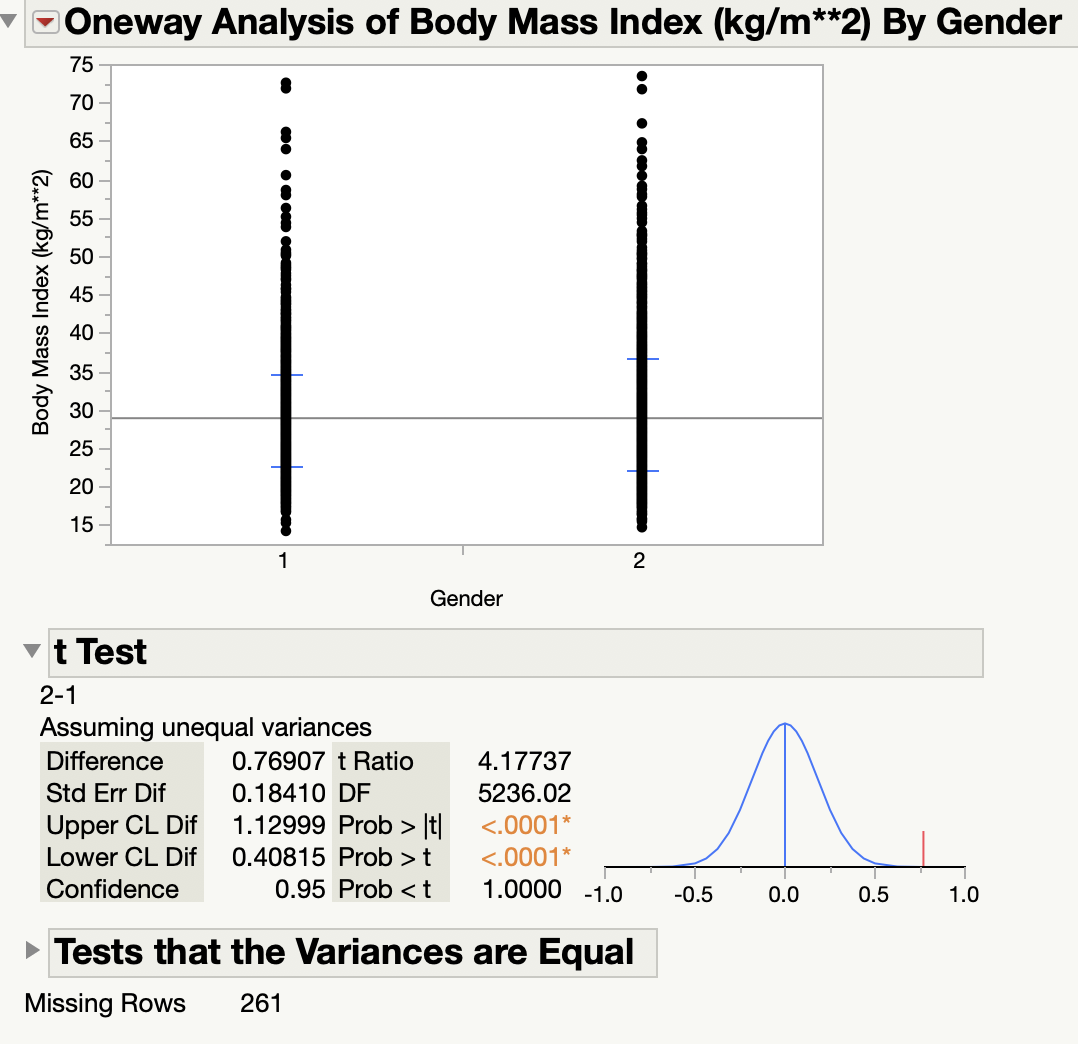 Oneway Analysis of Body Mass Index (kg/m**2) By Gender
75
70
65
60
55
50
45
40
35
30
25
20
15
Body Mass Index (kg/m**2)
1 2
Gender
t Test
2-1
Assuming unequal variances
Difference 0.76907 t Ratio 4.17737
Std Err Dif 0.18410 DF 5236.02
Upper CL Dif 1.12999 Prob > |t| <.0001*
Lower CL Dif 0.40815 Prob > t <.0001*
Confidence 0.95 Prob < t 1.0000
-1.0 -0.5 0.0 0.5 1.0
Tests that the Variances are Equal
Missing Rows 261